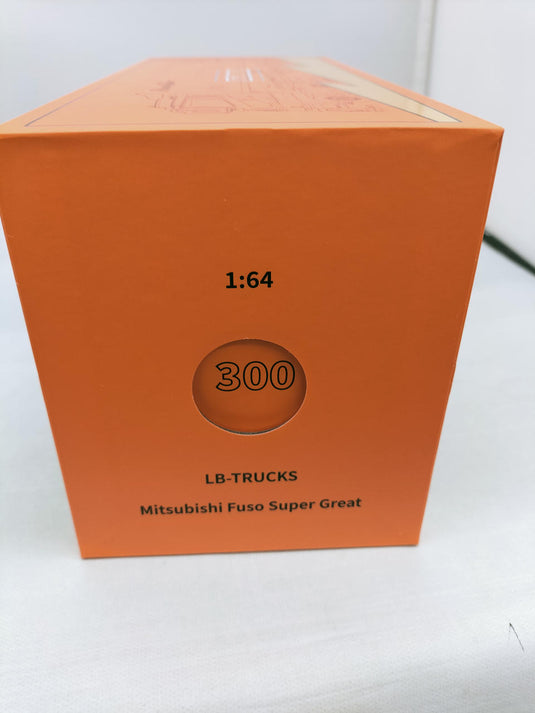 1:64
300
LB-TRUCKS
Mitsubishi Fuso Super Great